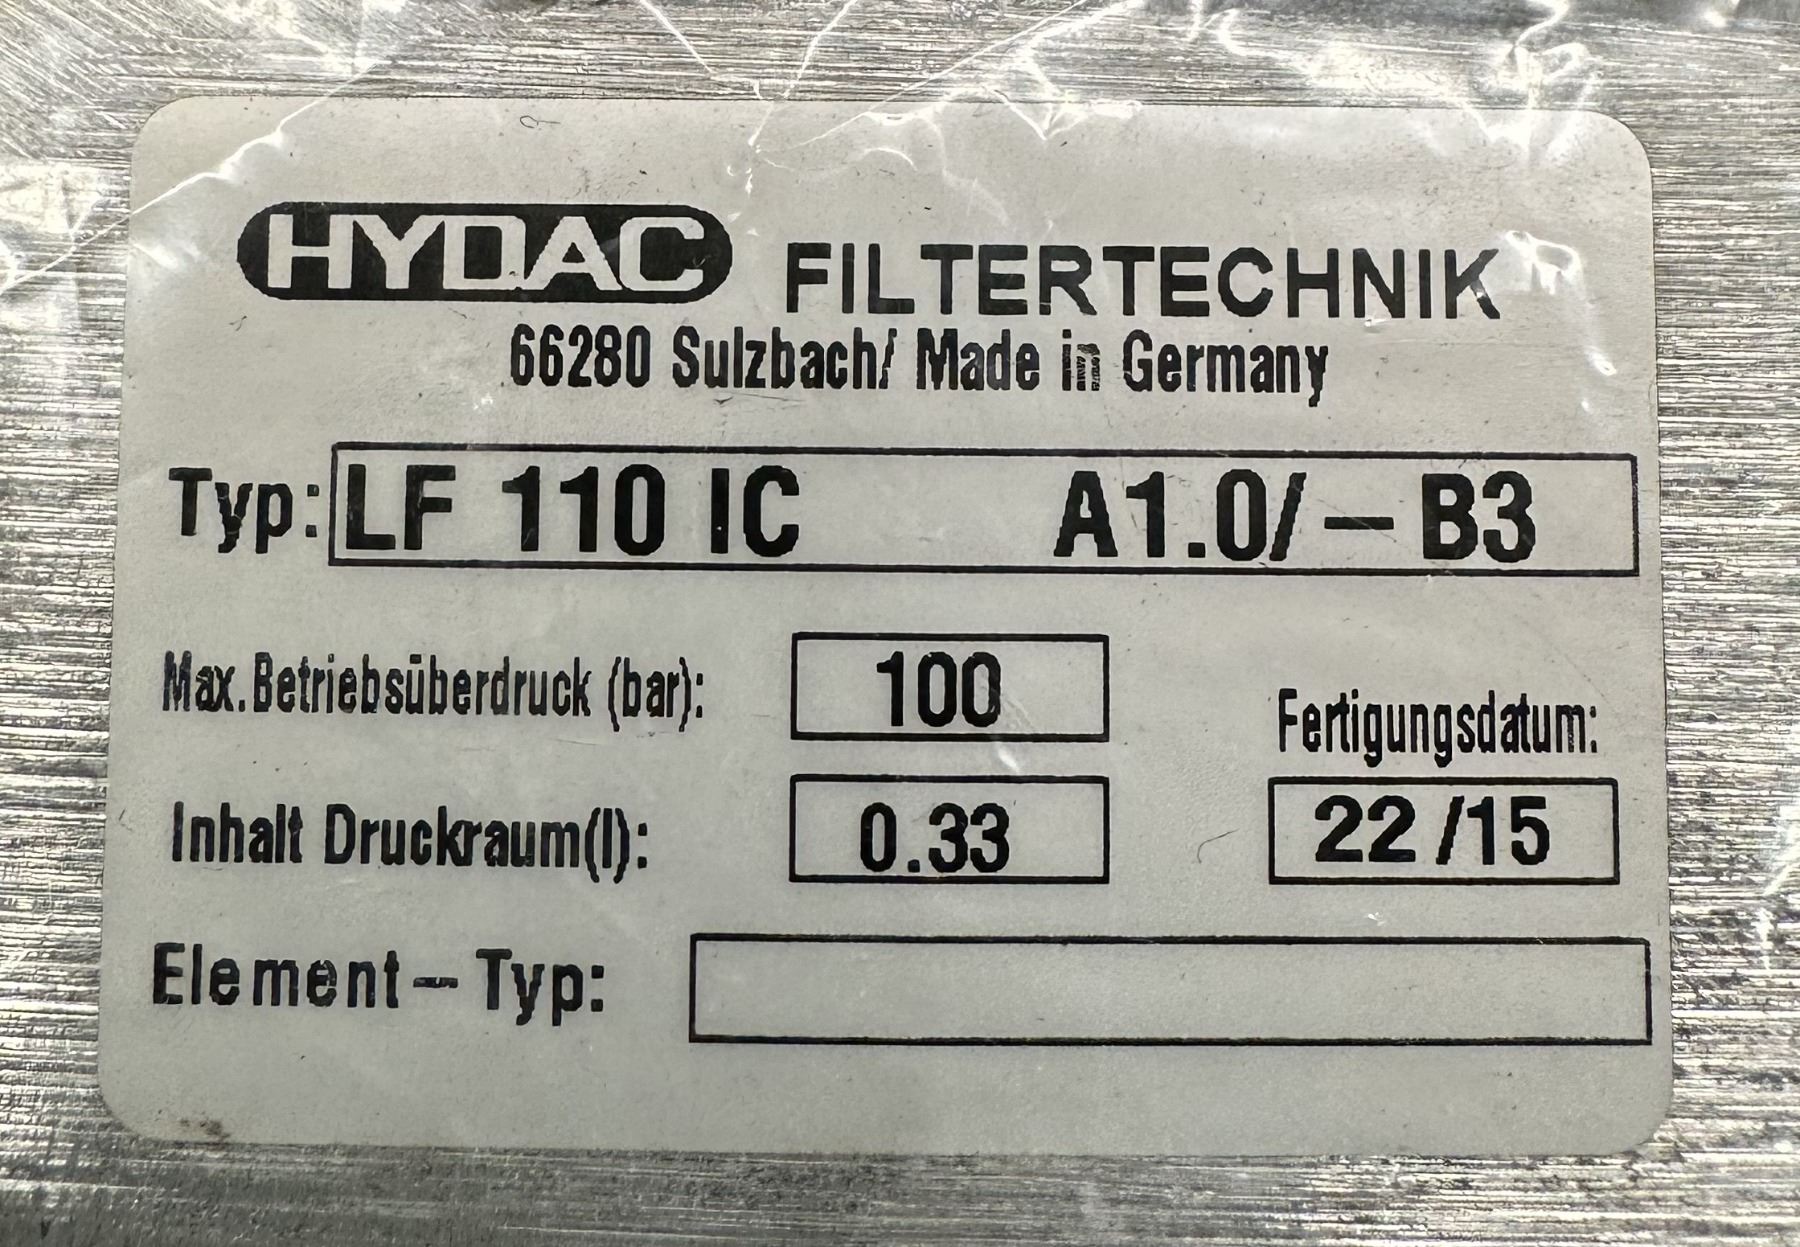 HYDAC FILTERTECHNIK
66280 Sulzbach/ Made in Germany
Typ: LF 110 IC A1.0/-B3
Max.Betriebsüberdruck (bar): 100
Fertigungsdatum:
Inhalt Druckraum(l): 0.33 22/15
Element-Typ: